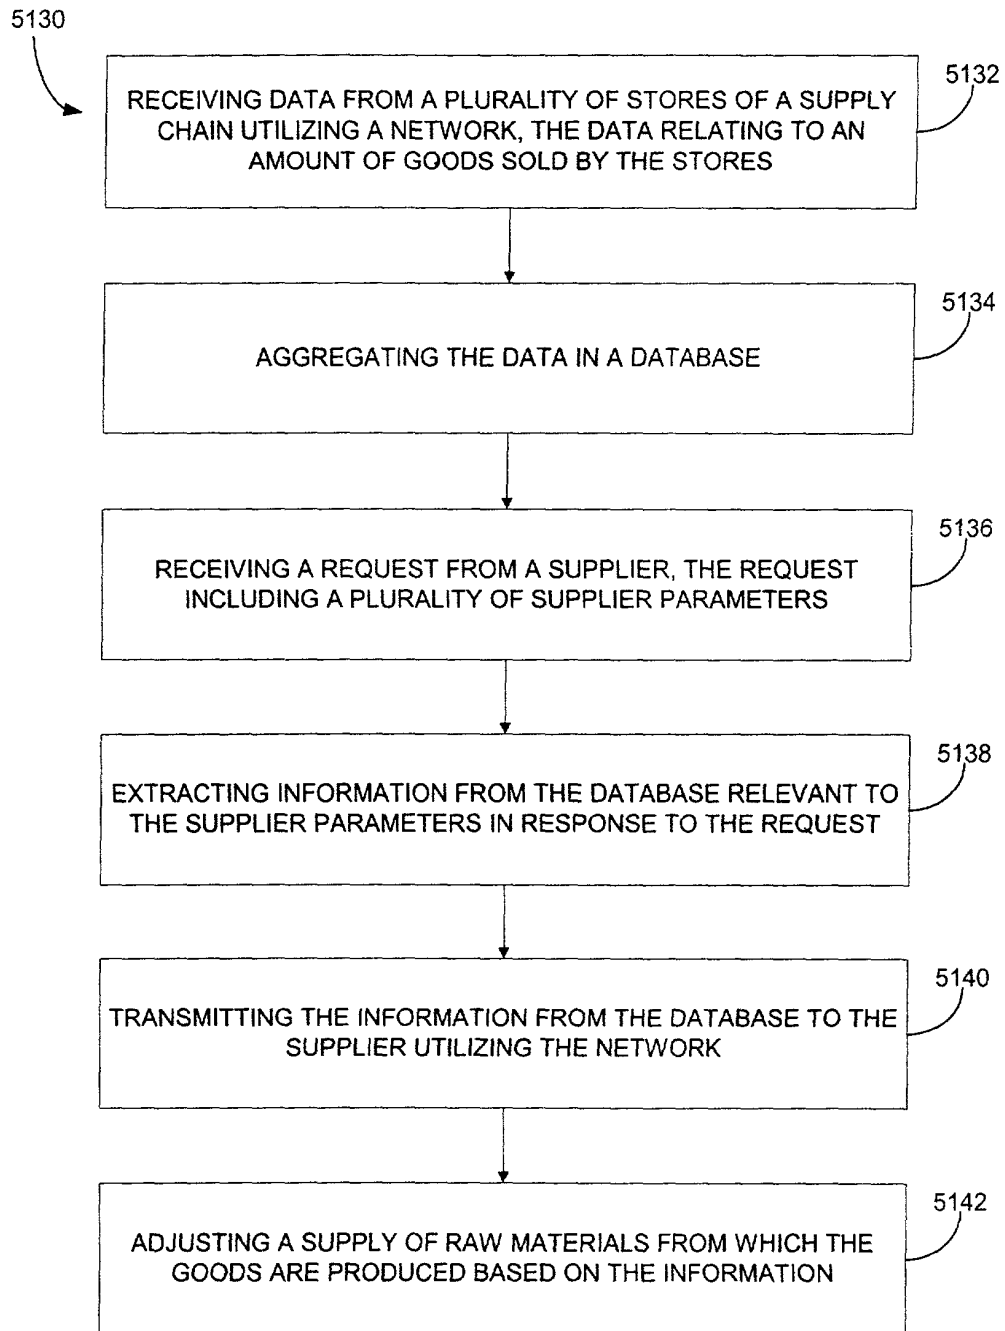 5130
5132
RECEIVING DATA FROM A PLURALITY OF STORES OF A SUPPLY
CHAIN UTILIZING A NETWORK, THE DATA RELATING TO AN
AMOUNT OF GOODS SOLD BY THE STORES
5134
AGGREGATING THE DATA IN A DATABASE
5136
RECEIVING A REQUEST FROM A SUPPLIER, THE REQUEST
INCLUDING A PLURALITY OF SUPPLIER PARAMETERS
5138
EXTRACTING INFORMATION FROM THE DATABASE RELEVANT TO
THE SUPPLIER PARAMETERS IN RESPONSE TO THE REQUEST
5140
TRANSMITTING THE INFORMATION FROM THE DATABASE TO THE
SUPPLIER UTILIZING THE NETWORK
5142
ADJUSTING A SUPPLY OF RAW MATERIALS FROM WHICH THE
GOODS ARE PRODUCED BASED ON THE INFORMATION